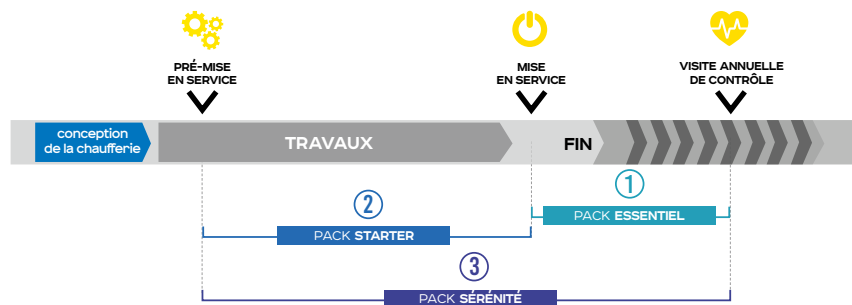 PRÉ-MISE
EN SERVICE
MISE
EN SERVICE
VISITE ANNUELLE
DE CONTRÔLE
conception
de la chaufferie
TRAVAUX
FIN
1
PACK ESSENTIEL
2
PACK STARTER
3
PACK SÉRÉNITÉ